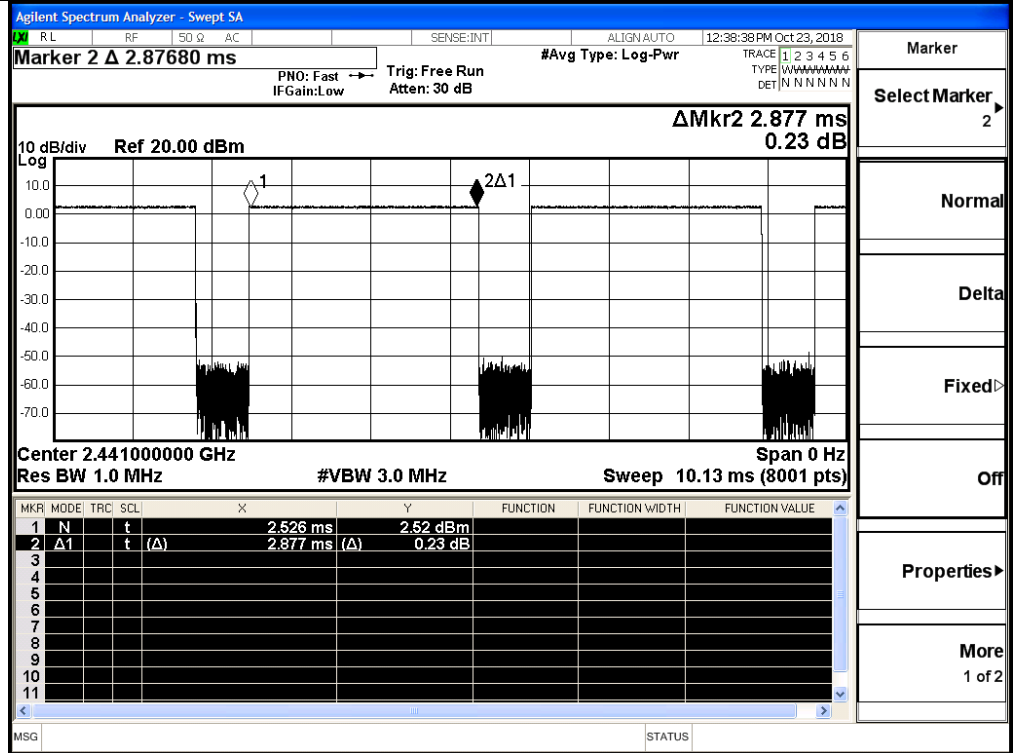 Agilent Spectrum Analyzer - Swept SA
LXI RL RF 50 Ω AC SENSE:INT ALIGN AUTO 12:38:38 PM Oct 23, 2018
Marker 2 Δ 2.87680 ms
PNO: Fast
IFGain:Low
Trig: Free Run
Atten: 30 dB
#Avg Type: Log-Pwr
TRACE 1 2 3 4 5 6
TYPE WWWWWW
DET N N N N N N
ΔMkr2 2.877 ms
0.23 dB
10 dB/div Ref 20.00 dBm
Log
10.0
0.00
-10.0
-20.0
-30.0
-40.0
-50.0
-60.0
-70.0
1
2Δ1
Center 2.441000000 GHz Span 0 Hz
Res BW 1.0 MHz #VBW 3.0 MHz Sweep 10.13 ms (8001 pts)
MKR MODE TRC SCL X Y FUNCTION FUNCTION WIDTH FUNCTION VALUE
1 N t 2.526 ms 2.52 dBm
2 Δ1 t (Δ) 2.877 ms (Δ) 0.23 dB
3
4
5
6
7
8
9
10
11
MSG STATUS
Marker
Select Marker
2
Normal
Delta
Fixed
Off
Properties
More
1 of 2